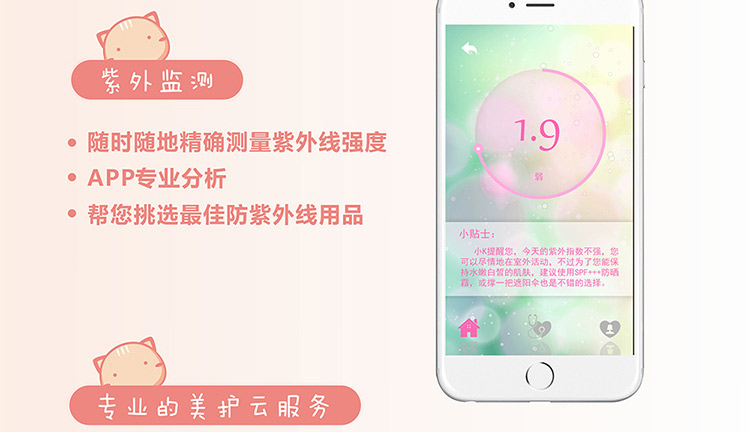 紫外监测
随时随地精确测量紫外线强度
APP专业分析
帮您挑选最佳防紫外线用品
1.9
弱
小贴士：
小K提醒您，今天的紫外指数不强，您
可以尽情地在室外活动，不过为了您能保
持水嫩白皙的肌肤，建议使用SPF+++防晒
霜，或撑一把遮阳伞也是不错的选择。
专业的美护云服务